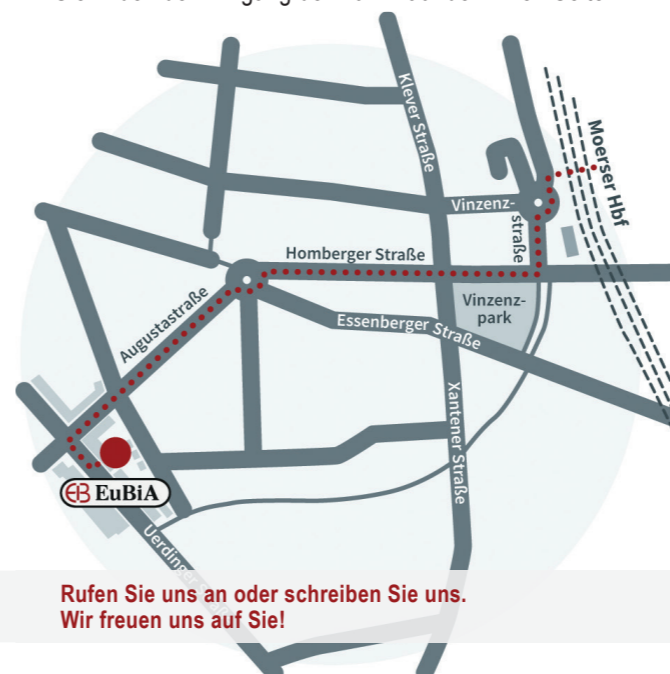 Klever Straße
Moerser Hbf
Vinzenz-
straße
Homberger Straße
Vinzenz-
park
Augustastraße
Essenberger Straße
Xantener Straße
EB EuBiA
Rufen Sie uns an oder schreiben Sie uns.
Wir freuen uns auf Sie!